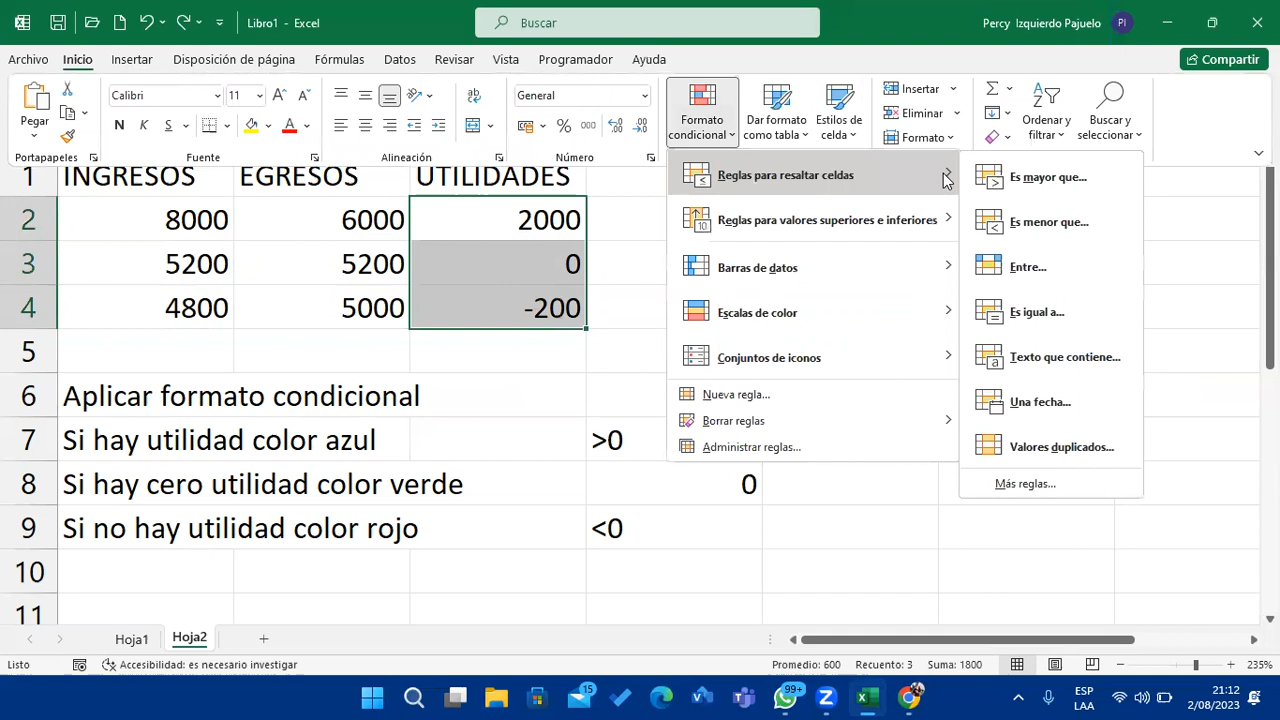 Libro1 - Excel
Buscar
Percy Izquierdo Pajuelo
PI
Archivo Inicio Insertar Disposición de página Fórmulas Datos Vista Revisar Vista Programador Ayuda
Compartir
Pegar
Calibri 11
N K S
General
% 000
Formato condicional
Dar formato como tabla
Estilos de celda
Insertar
Eliminar
Formato
Ordenar y filtrar
Buscar y seleccionar
Portapapeles Fuente Alineación Número
Reglas para resaltar celdas
Reglas para valores superiores e inferiores
Barras de datos
Escalas de color
Conjuntos de iconos
Nueva regla...
Borrar reglas
Administrar reglas...
Es mayor que...
Es menor que...
Entre...
Es igual a...
Texto que contiene...
Una fecha...
Valores duplicados...
Más reglas...
1 INGRESOS EGRESOS UTILIDADES
2 8000 6000 2000
3 5200 5200 0
4 4800 5000 -200
5
6 Aplicar formato condicional
7 Si hay utilidad color azul >0
8 Si hay cero utilidad color verde 0
9 Si no hay utilidad color rojo <0
10
11
Hoja1 Hoja2
Listo
Accesibilidad: es necesario investigar
Promedio: 600 Recuento: 3 Suma: 1800
235%
15
99+
ESP
LAA
21:12
2/08/2023